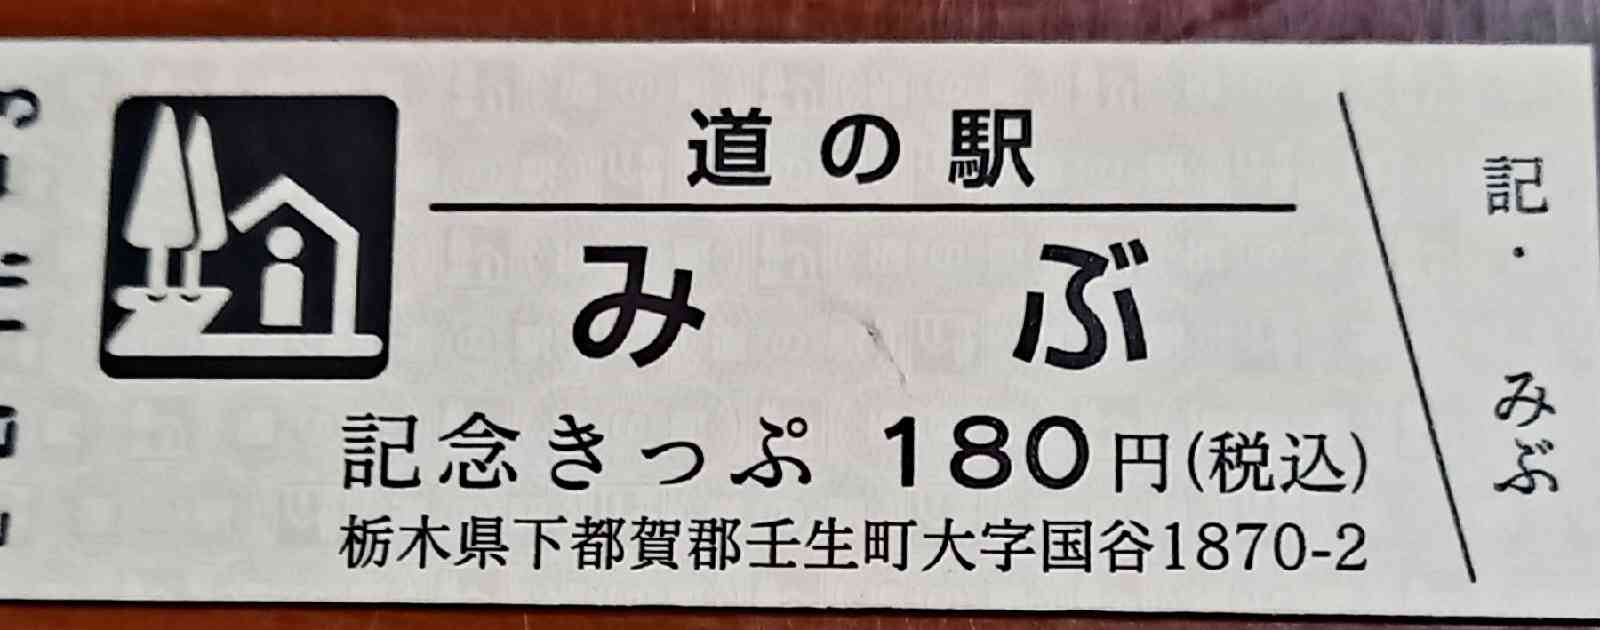 道の駅
みぶ
記念きっぷ 180円(税込)
栃木県下都賀郡壬生町大字国谷1870-2
記・みぶ